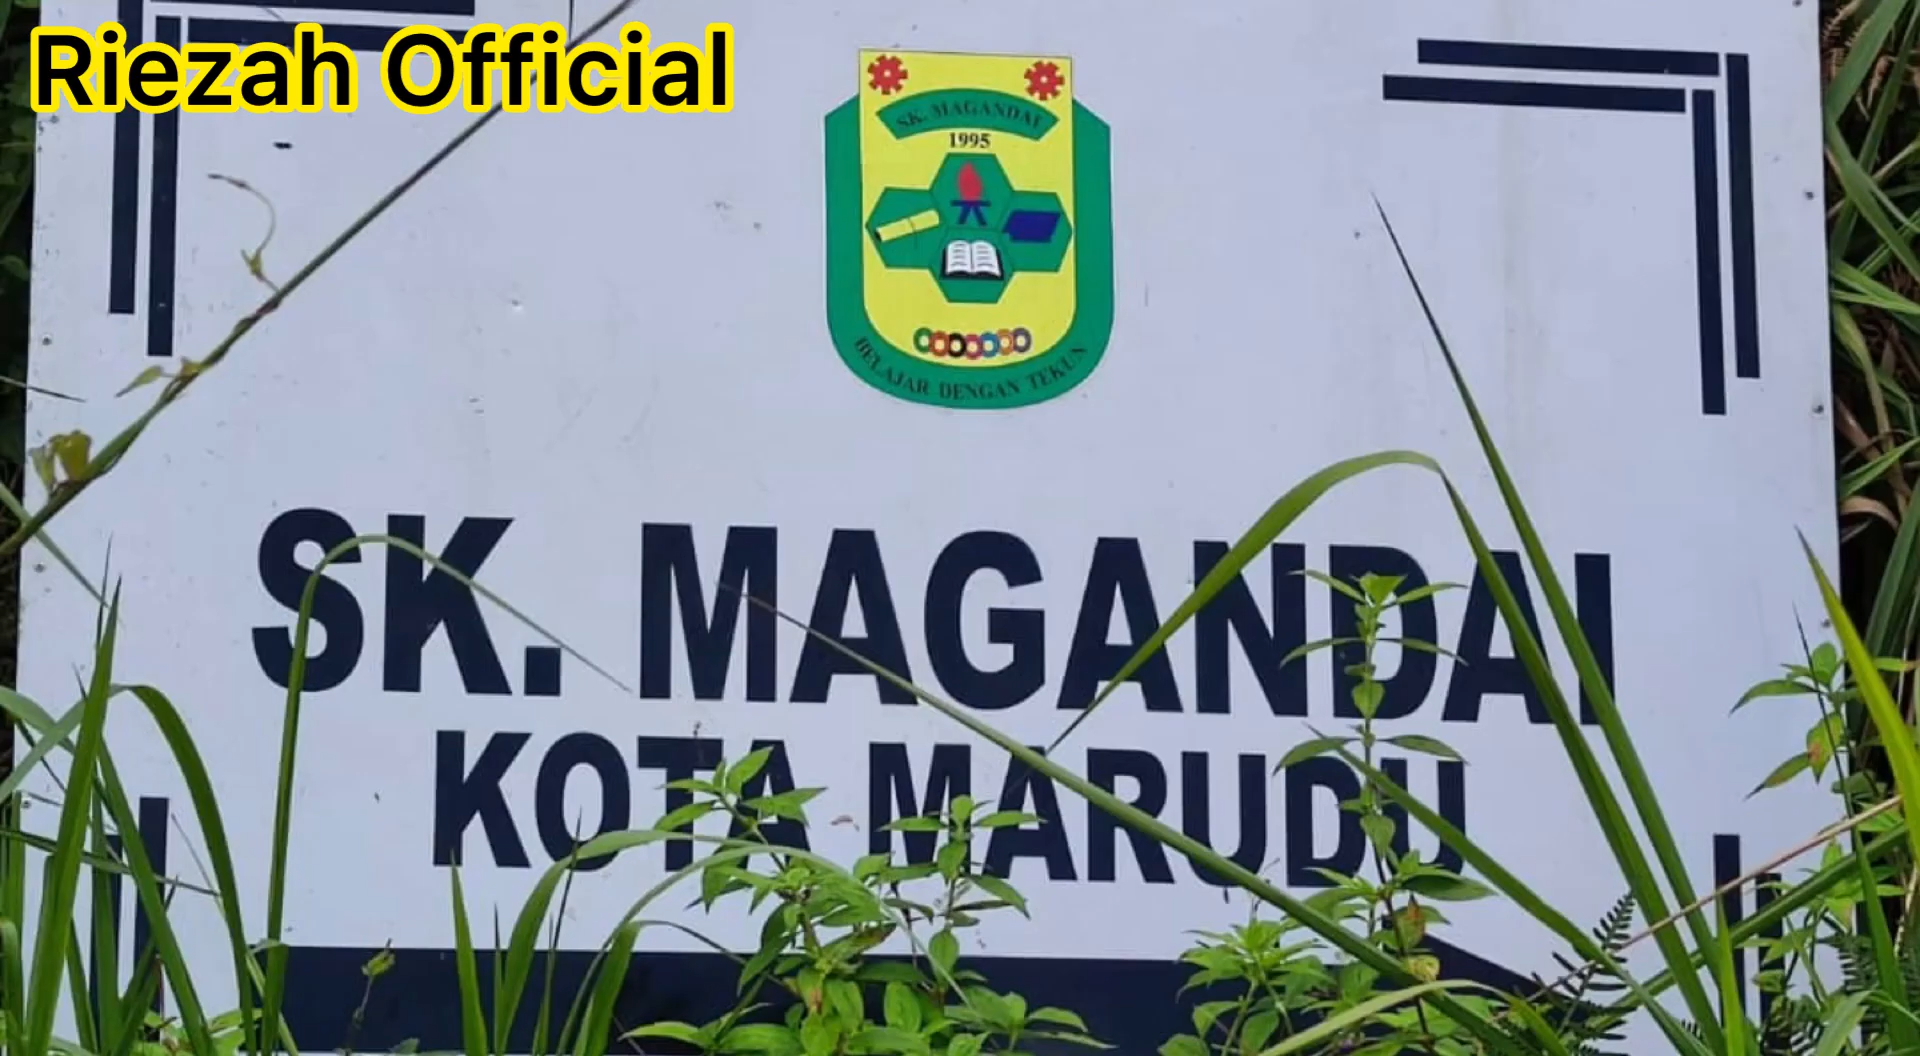 Riezah Official
SK. MAGANDAI
1995
BELAJAR DENGAN TEKUN
SK. MAGANDAI
KOTA MARUDU